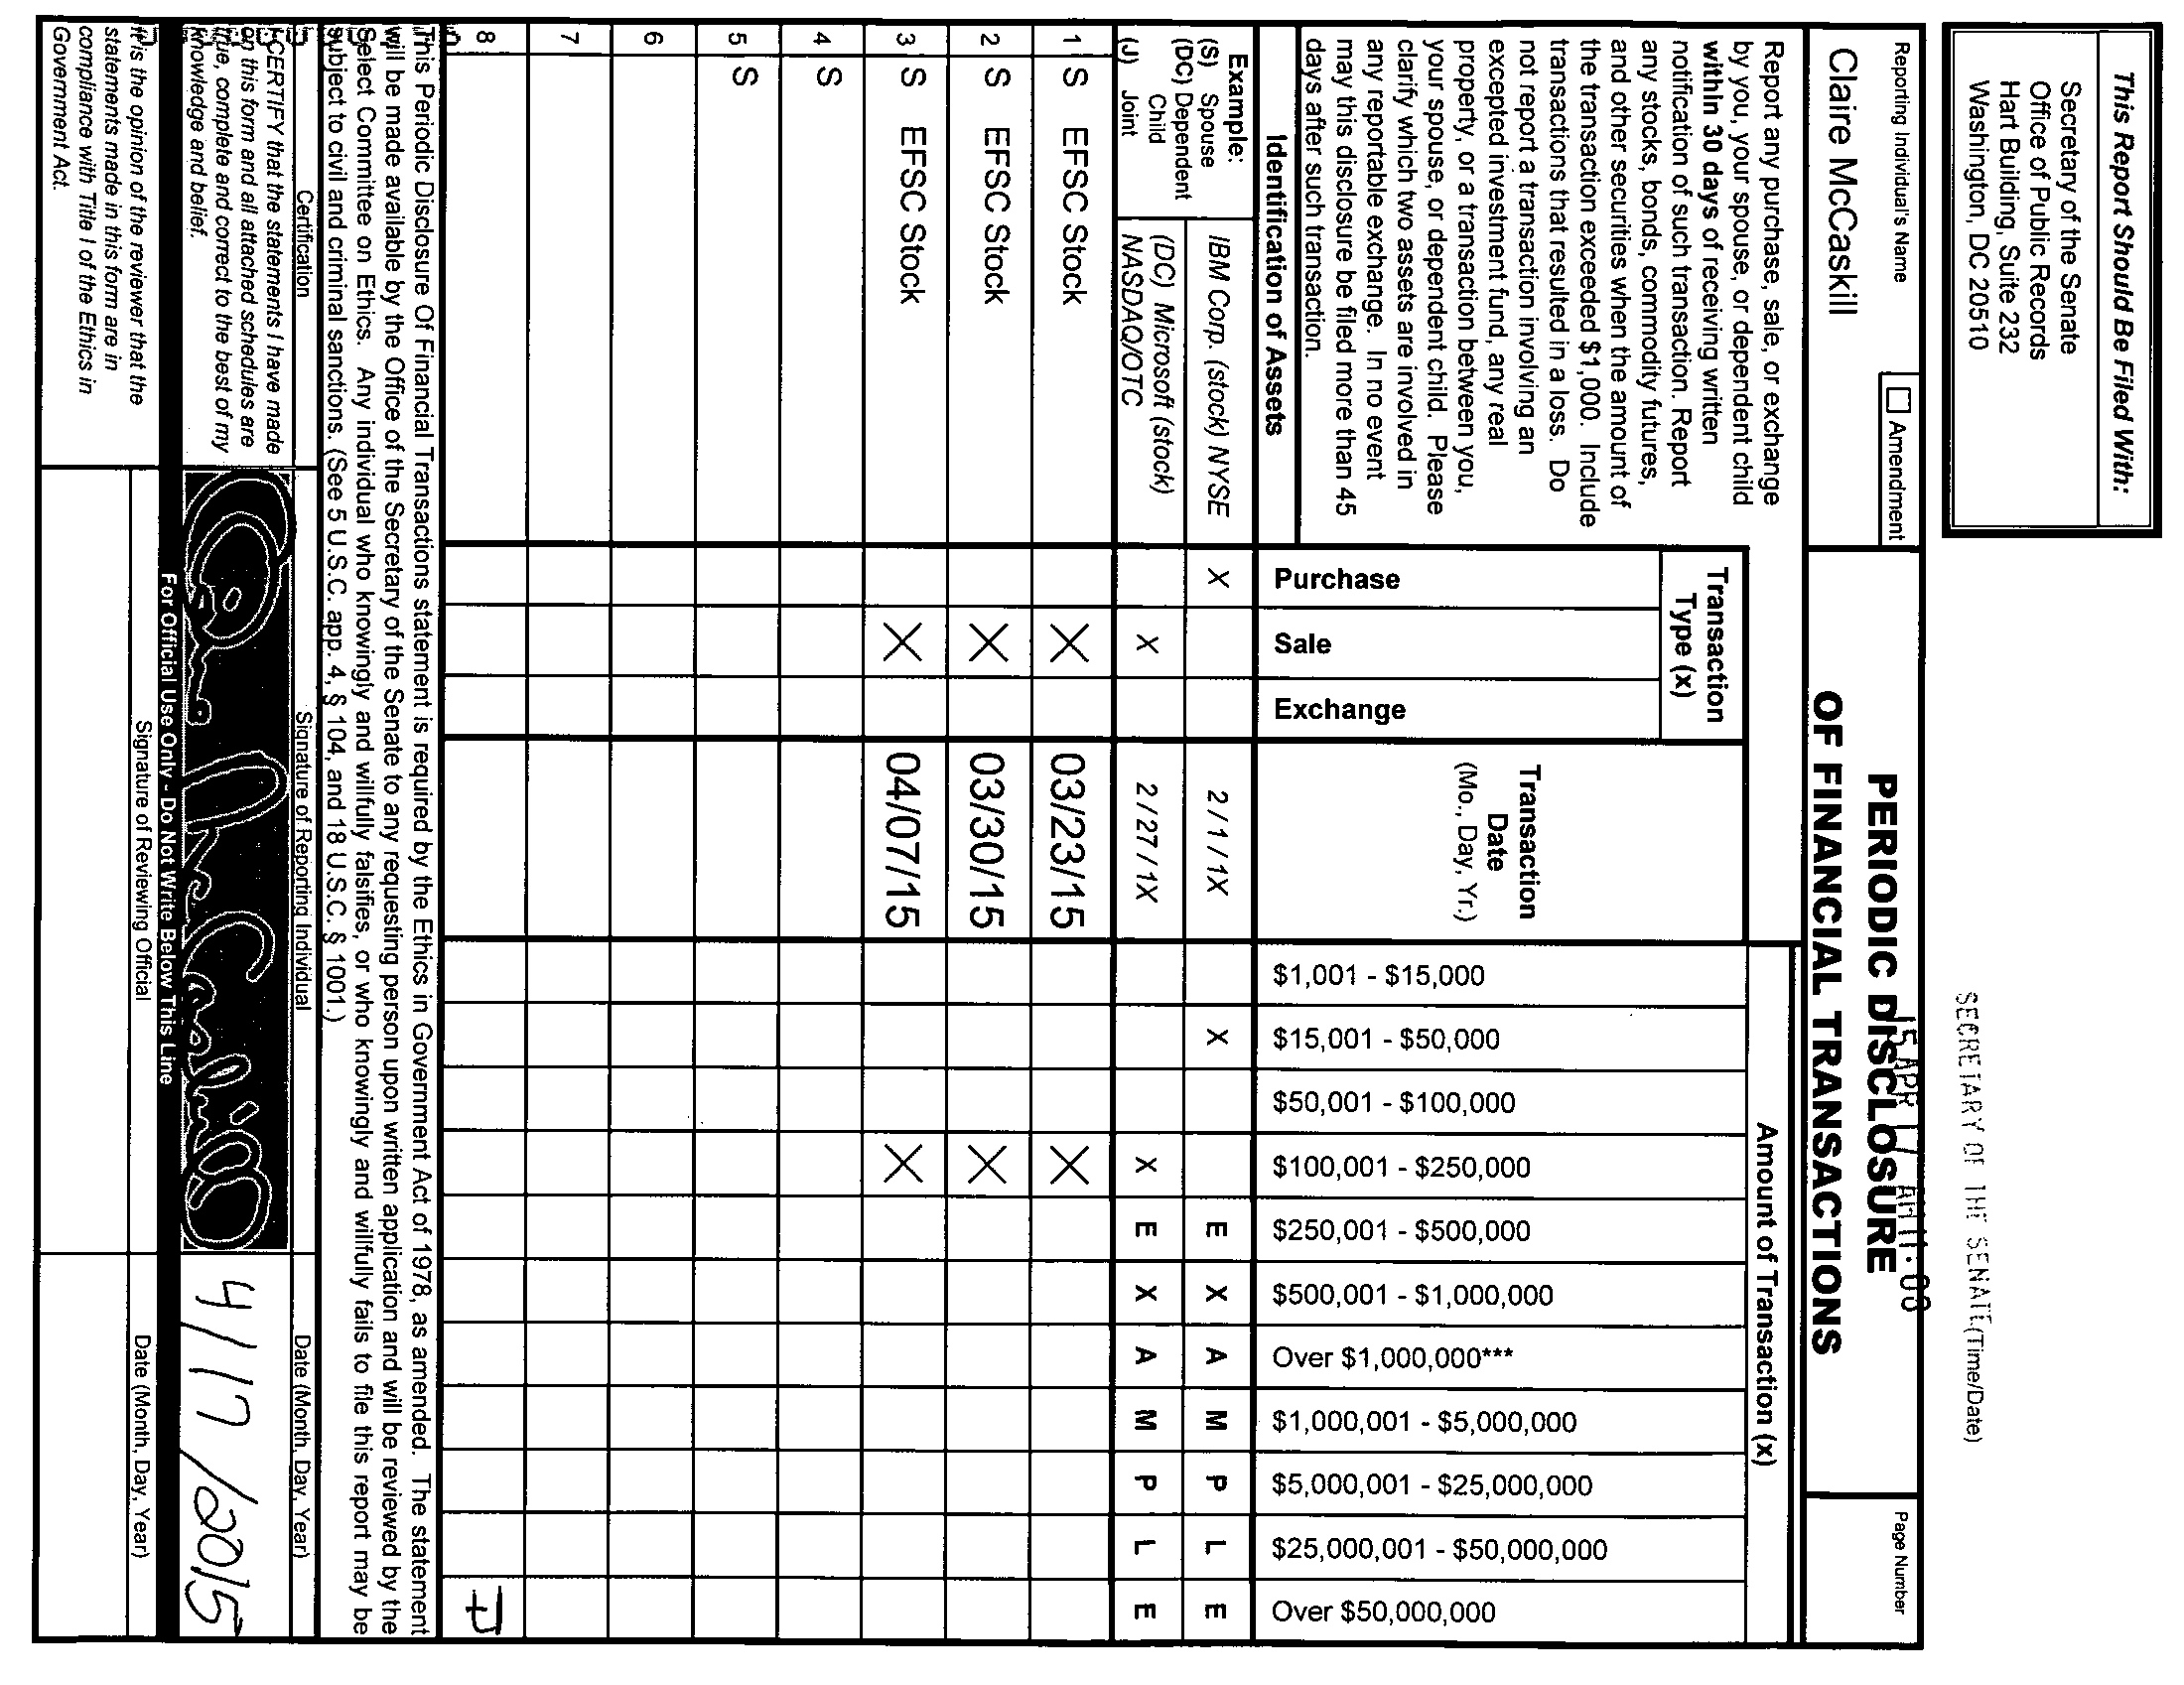 This Report Should Be Filed With:
Secretary of the Senate
Office of Public Records
Hart Building, Suite 232
Washington, DC 20510
SECRETARY OF THE SENATE (Time/Date)
15 APR 17 AM 11:08
Reporting Individual's Name
Claire McCaskill
☐ Amendment
PERIODIC DISCLOSURE
OF FINANCIAL TRANSACTIONS
Page Number
Report any purchase, sale, or exchange
by you, your spouse, or dependent child
within 30 days of receiving written
notification of such transaction. Report
any stocks, bonds, commodity futures,
and other securities when the amount of
the transaction exceeded $1,000. Include
transactions that resulted in a loss. Do
not report a transaction involving an
excepted investment fund, any real
property, or a transaction between you,
your spouse, or dependent child. Please
clarify which two assets are involved in
any reportable exchange. In no event
may this disclosure be filed more than 45
days after such transaction.
Identification of Assets
Transaction
Type (x)
Purchase
Sale
Exchange
Transaction
Date
(Mo., Day, Yr.)
Amount of Transaction (x)
$1,001 - $15,000
$15,001 - $50,000
$50,001 - $100,000
$100,001 - $250,000
$250,001 - $500,000
$500,001 - $1,000,000
Over $1,000,000***
$1,000,001 - $5,000,000
$5,000,001 - $25,000,000
$25,000,001 - $50,000,000
Over $50,000,000
Example:
(S) Spouse
(DC) Dependent
Child
(J) Joint
IBM Corp. (stock) NYSE X 2 / 1 / 1X X E X A M P L E
(DC) Microsoft (stock)
NASDAQ/OTC X 2 / 27 / 1X X E X A M P L E
1 S EFSC Stock X 03/23/15 X
2 S EFSC Stock X 03/30/15 X
3 S EFSC Stock X 04/07/15 X
4 S
5 S
6
7
8
This Periodic Disclosure Of Financial Transactions statement is required by the Ethics in Government Act of 1978, as amended. The statement
will be made available by the Office of the Secretary of the Senate to any requesting person upon written application and will be reviewed by the
Select Committee on Ethics. Any individual who knowingly and willfully falsifies, or who knowingly and willfully fails to file this report may be
subject to civil and criminal sanctions. (See 5 U.S.C. app. 4, § 104, and 18 U.S.C. § 1001.)
Certification
Signature of Reporting Individual
Date (Month, Day, Year)
I CERTIFY that the statements I have made
on this form and all attached schedules are
true, complete and correct to the best of my
knowledge and belief.
4/17/2015
For Official Use Only - Do Not Write Below This Line
It is the opinion of the reviewer that the
statements made in this form are in
compliance with Title I of the Ethics in
Government Act.
Signature of Reviewing Official
Date (Month, Day, Year)